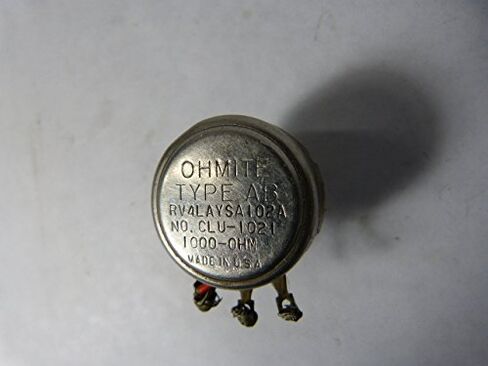 OHMITE
TYPE AB
RV4LAYSA102A
NO. CLU-1021
1000-OHM
MADE IN U.S.A.